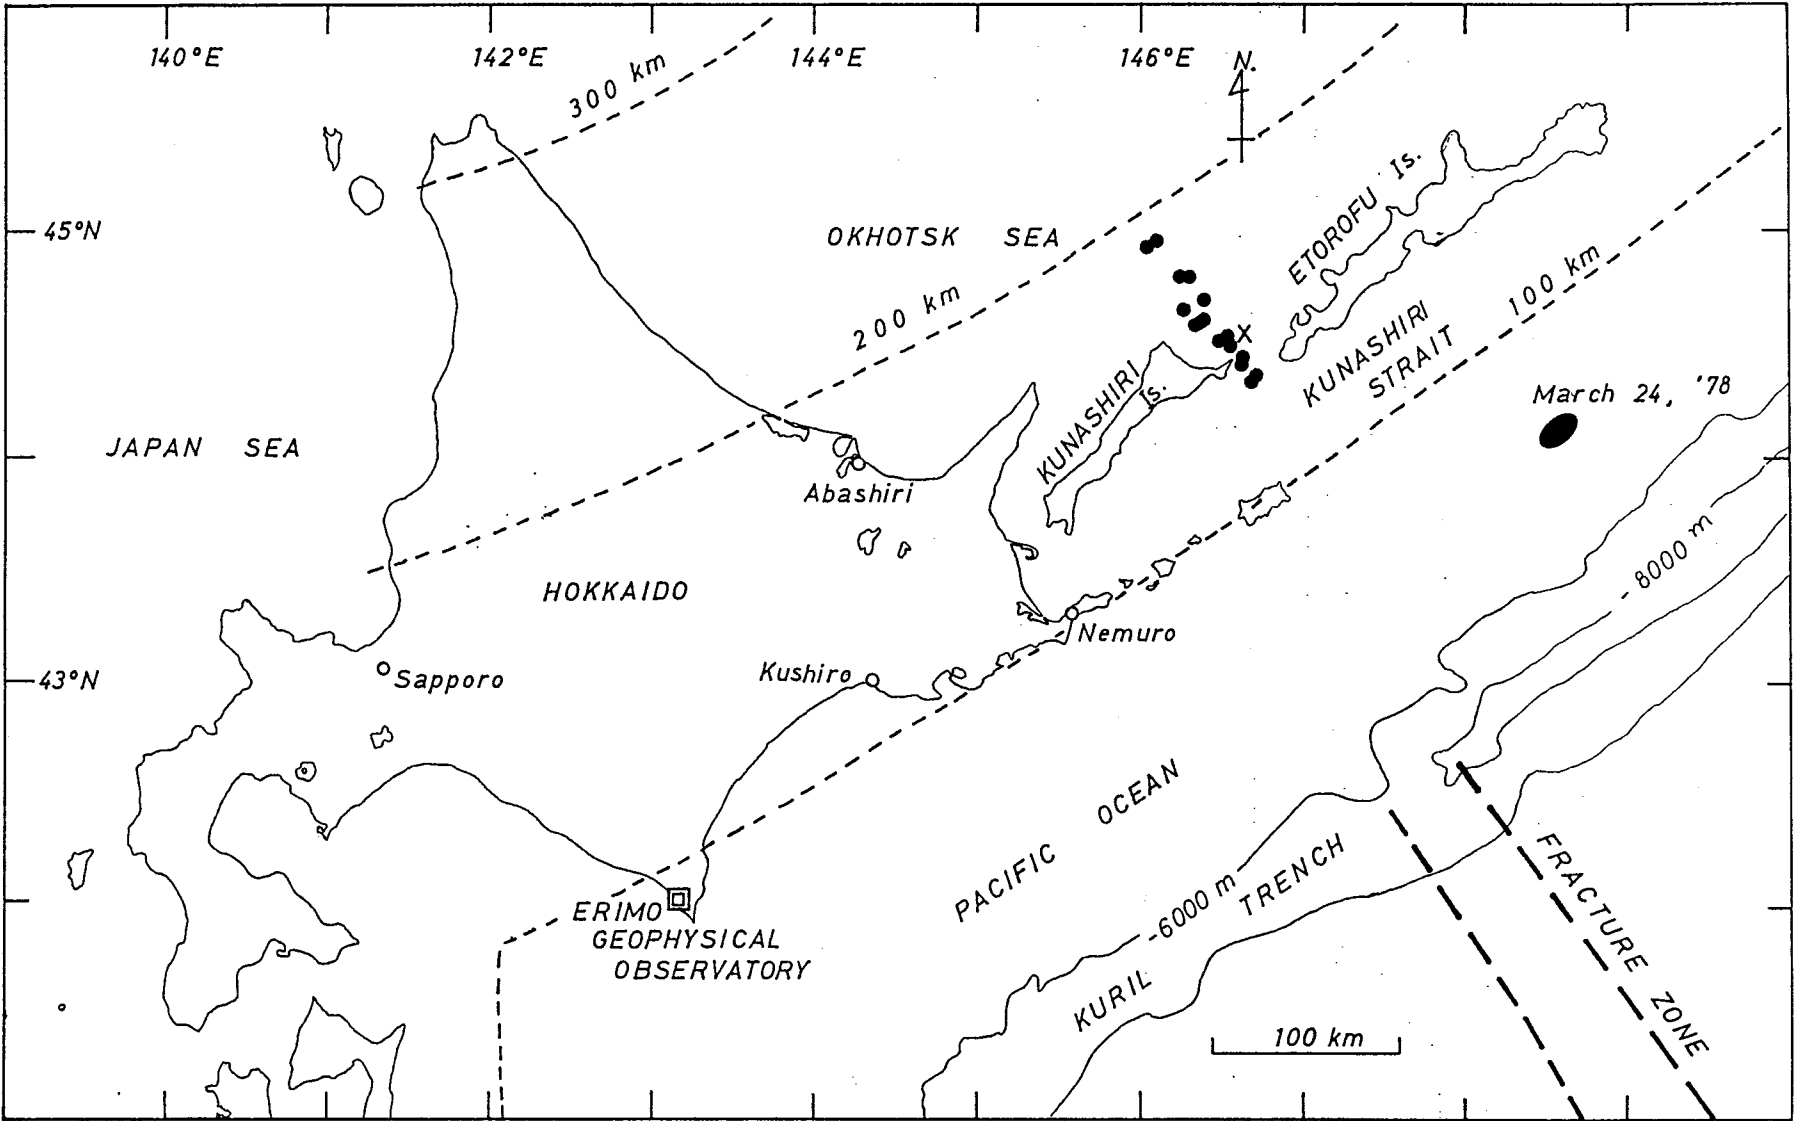 140°E
142°E
144°E
146°E
N.
300 km
45°N
OKHOTSK SEA
ETOROFU Is.
200 km
100 km
KUNASHIRI
STRAIT
KUNASHIRI
Is.
March 24, '78
JAPAN SEA
Abashiri
-8000 m
HOKKAIDO
Nemuro
43°N
Sapporo
Kushiro
PACIFIC OCEAN
-6000 m
KURIL TRENCH
FRACTURE ZONE
ERIMO
GEOPHYSICAL
OBSERVATORY
100 km